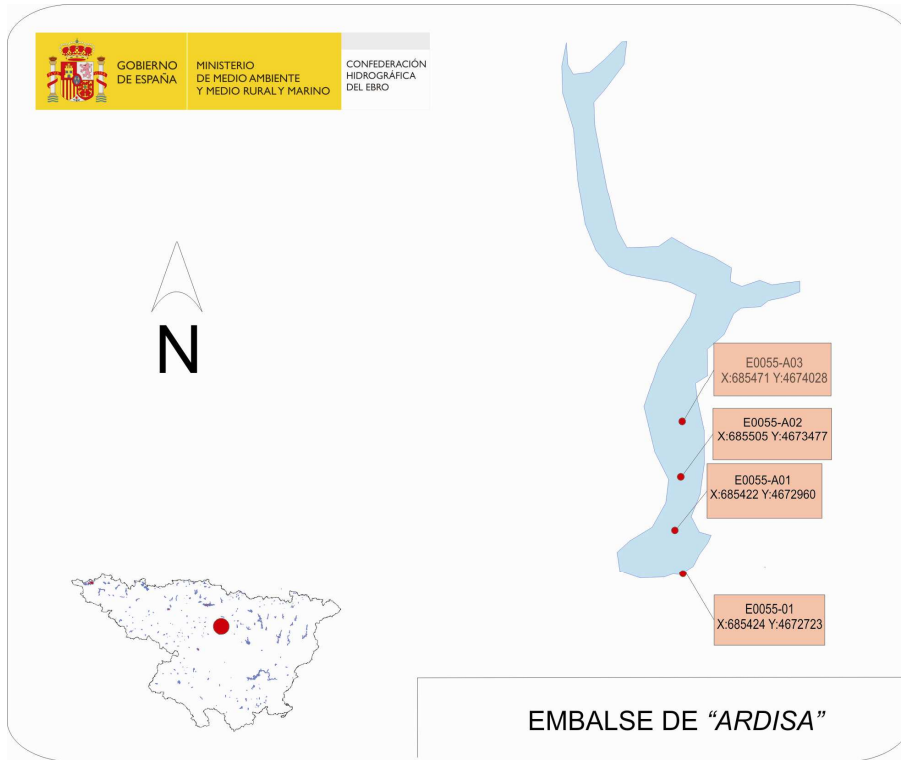 GOBIERNO
DE ESPAÑA
MINISTERIO
DE MEDIO AMBIENTE
Y MEDIO RURAL Y MARINO
CONFEDERACIÓN
HIDROGRÁFICA
DEL EBRO
N
E0055-A03
X:685471 Y:4674028
E0055-A02
X:685505 Y:4673477
E0055-A01
X:685422 Y:4672960
E0055-01
X:685424 Y:4672723
EMBALSE DE "ARDISA"